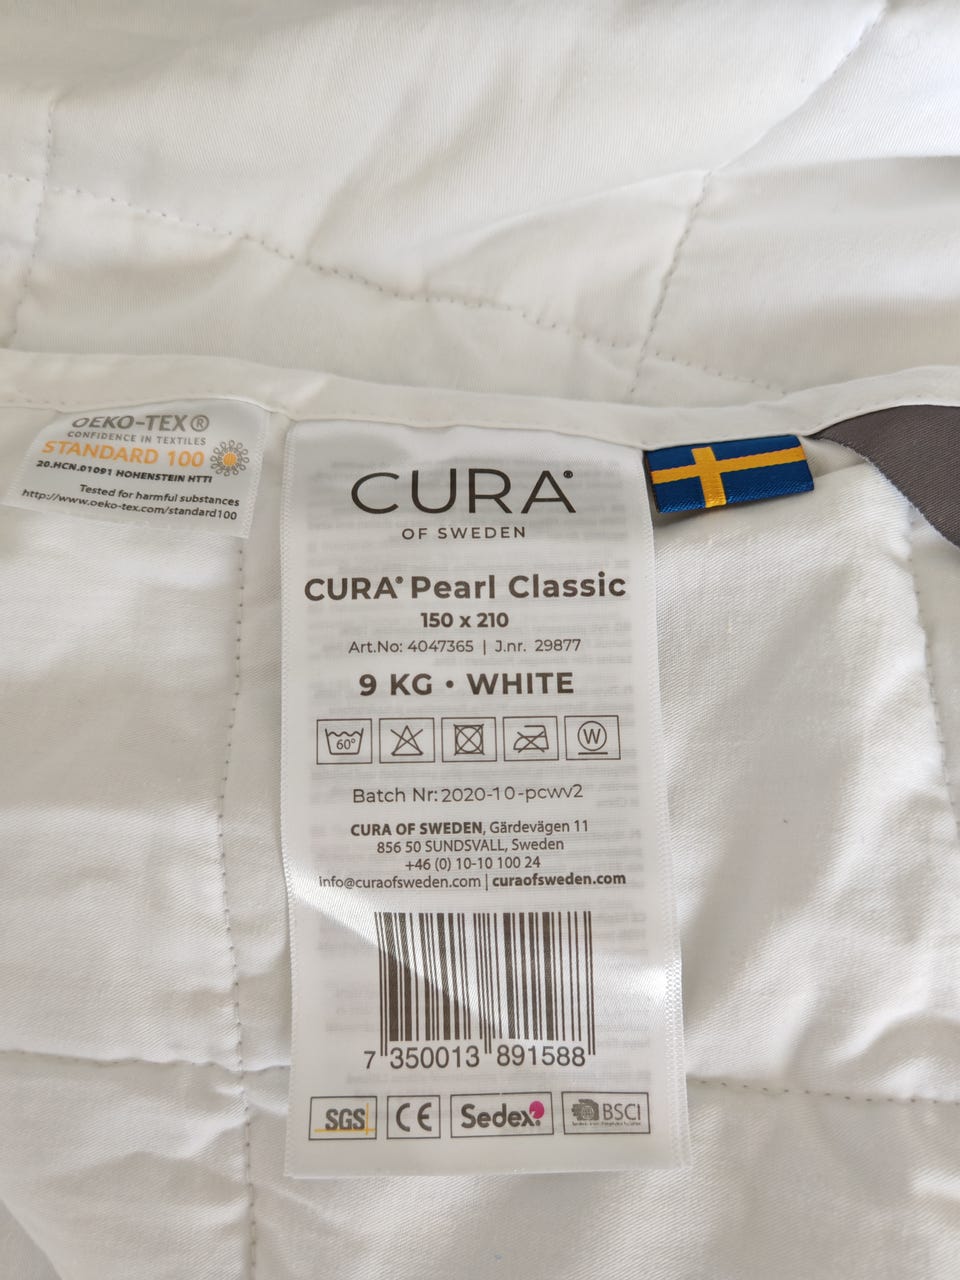 OEKO-TEX®
CONFIDENCE IN TEXTILES
STANDARD 100
20.HCN.01091 HOHENSTEIN HTTI
Tested for harmful substances
http://www.oeko-tex.com/standard100
CURA®
OF SWEDEN
CURA® Pearl Classic
150 x 210
Art.No: 4047365 | J.nr. 29877
9 KG • WHITE
60°
W
Batch Nr: 2020-10-pcwv2
CURA OF SWEDEN, Gärdevägen 11
856 50 SUNDSVALL, Sweden
+46 (0) 10-10 100 24
info@curaofsweden.com | curaofsweden.com
7 350013 891588
SGS CE Sedex BSCI